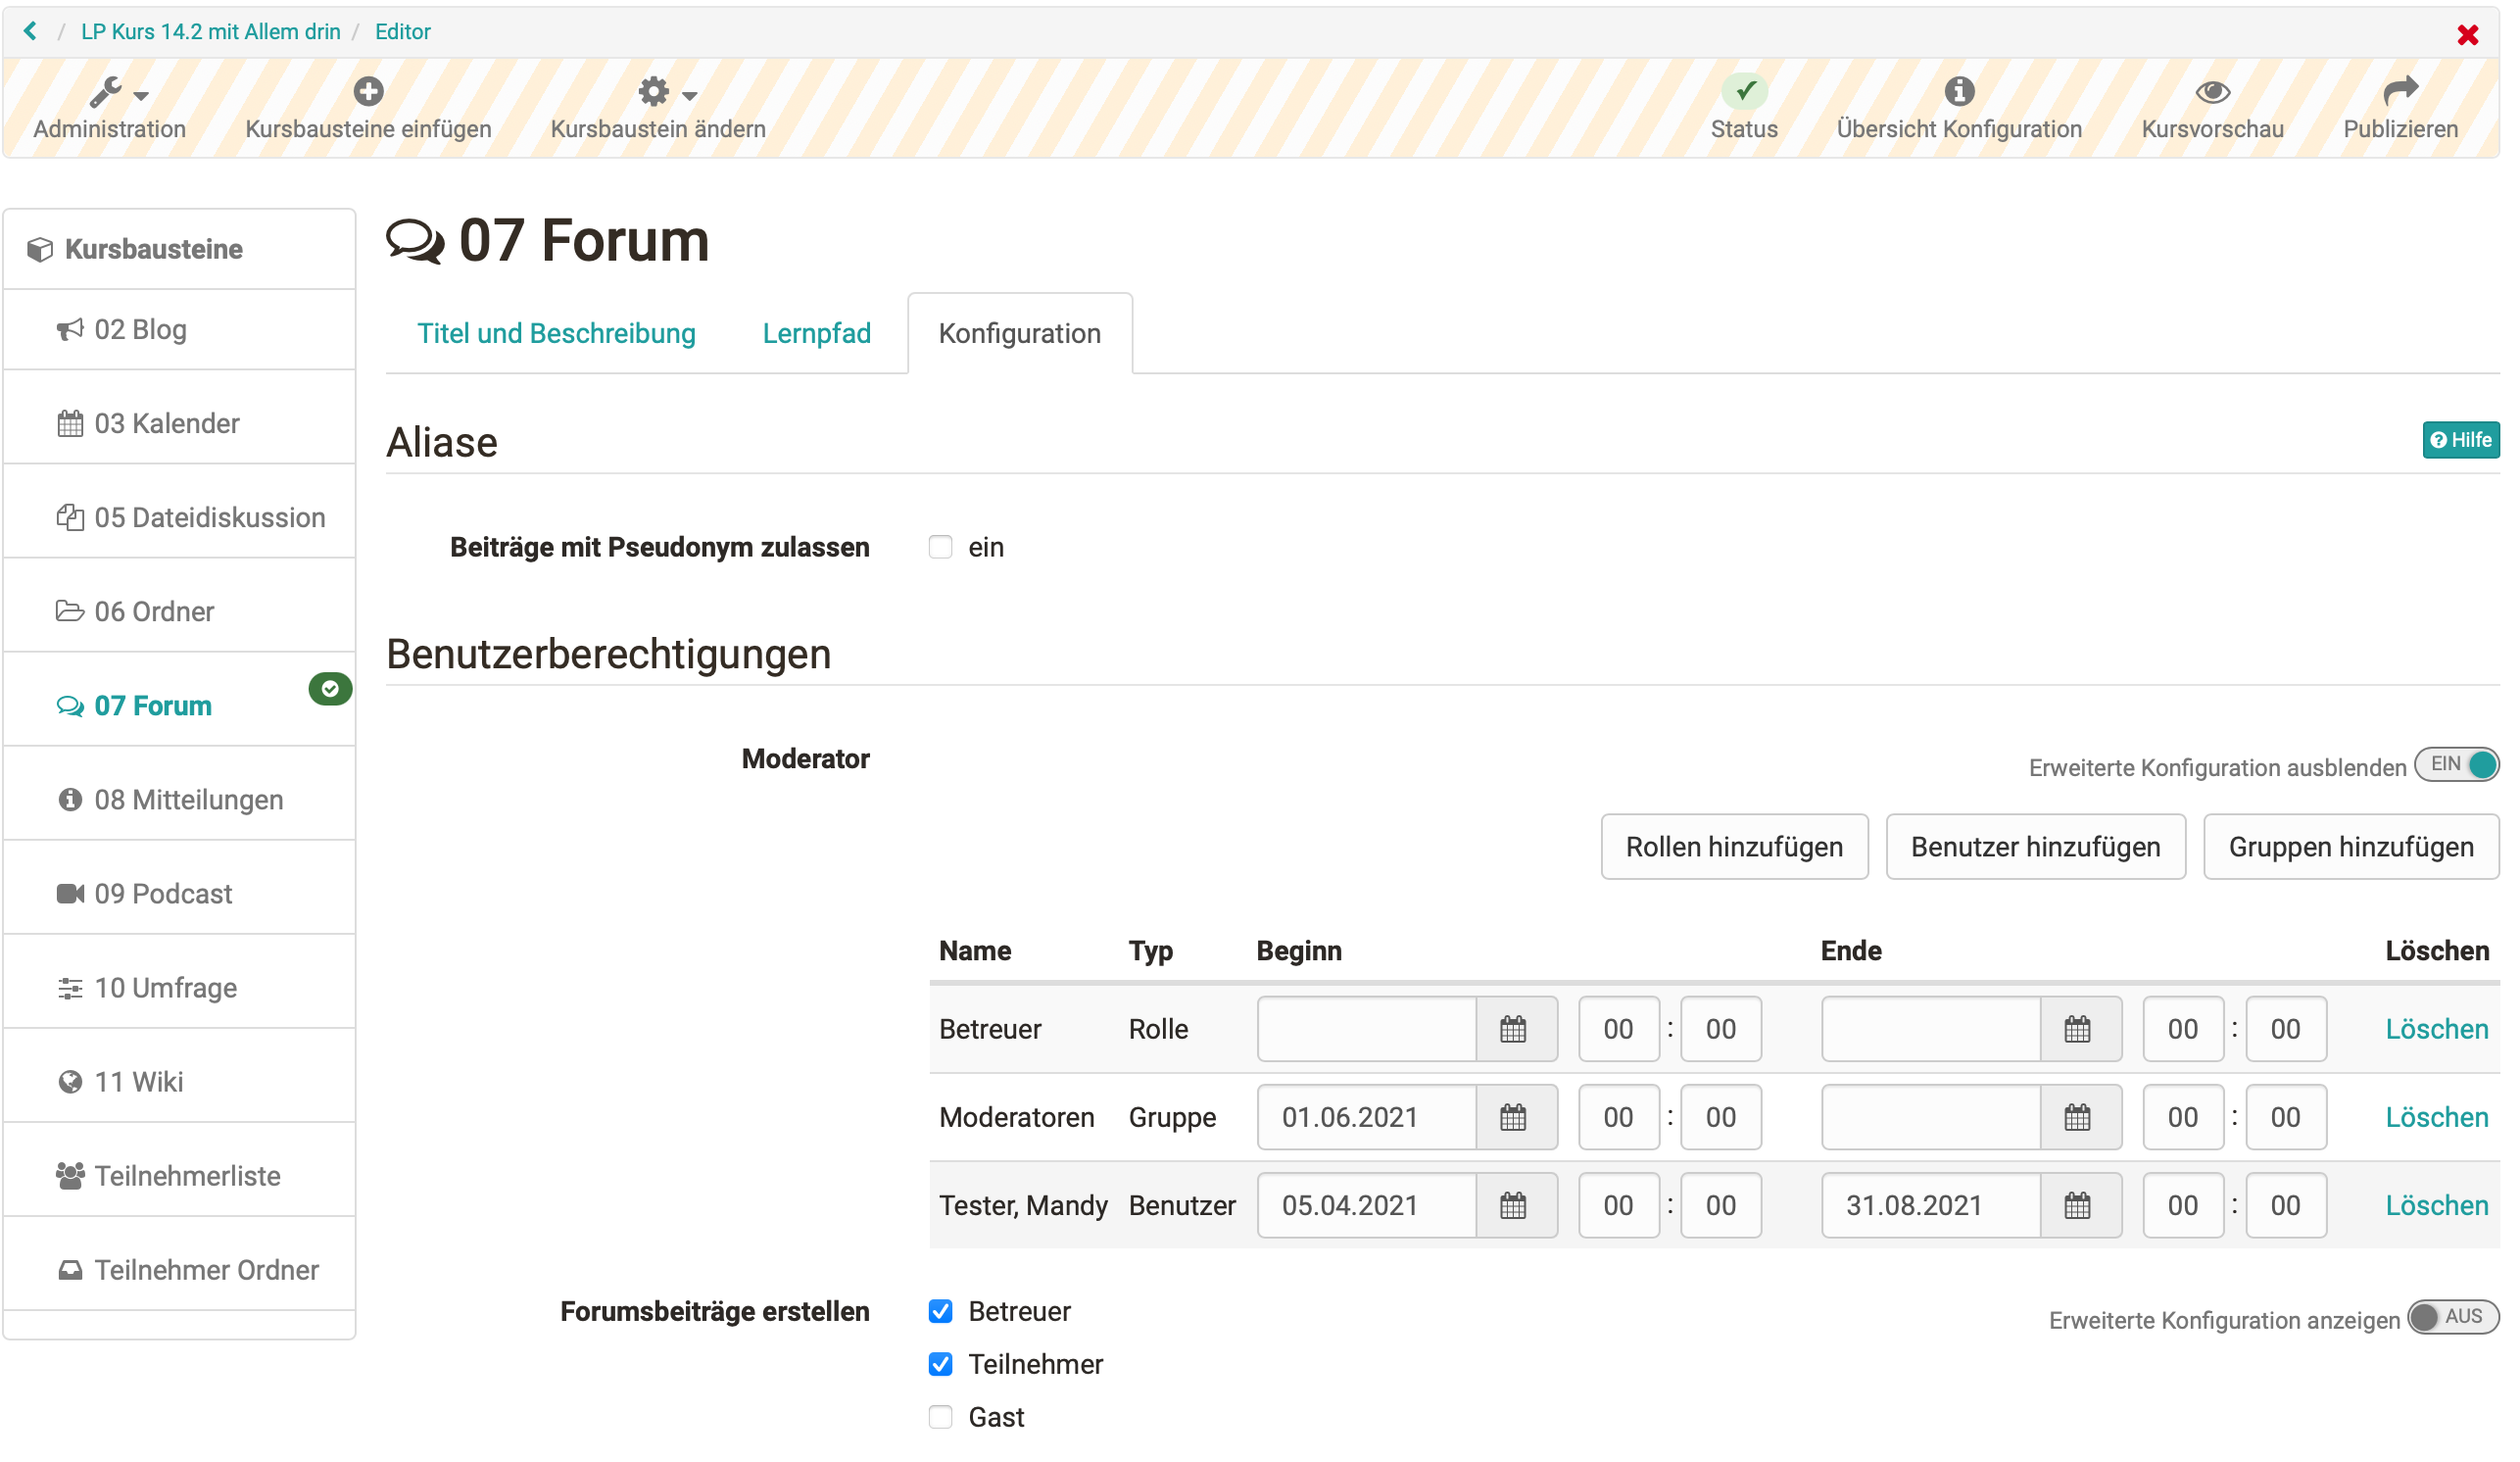 / LP Kurs 14.2 mit Allem drin / Editor
Administration
Kursbausteine einfügen
Kursbaustein ändern
Status
Übersicht Konfiguration
Kursvorschau
Publizieren
Kursbausteine
02 Blog
03 Kalender
05 Dateidiskussion
06 Ordner
07 Forum
08 Mitteilungen
09 Podcast
10 Umfrage
11 Wiki
Teilnehmerliste
Teilnehmer Ordner
07 Forum
Titel und Beschreibung
Lernpfad
Konfiguration
Aliase
Hilfe
Beiträge mit Pseudonym zulassen
ein
Benutzerberechtigungen
Moderator
Erweiterte Konfiguration ausblenden EIN
Rollen hinzufügen
Benutzer hinzufügen
Gruppen hinzufügen
Name Typ Beginn Ende Löschen
Betreuer Rolle 00 : 00 00 : 00 Löschen
Moderatoren Gruppe 01.06.2021 00 : 00 00 : 00 Löschen
Tester, Mandy Benutzer 05.04.2021 00 : 00 31.08.2021 00 : 00 Löschen
Forumsbeiträge erstellen
Betreuer
Erweiterte Konfiguration anzeigen AUS
Teilnehmer
Gast